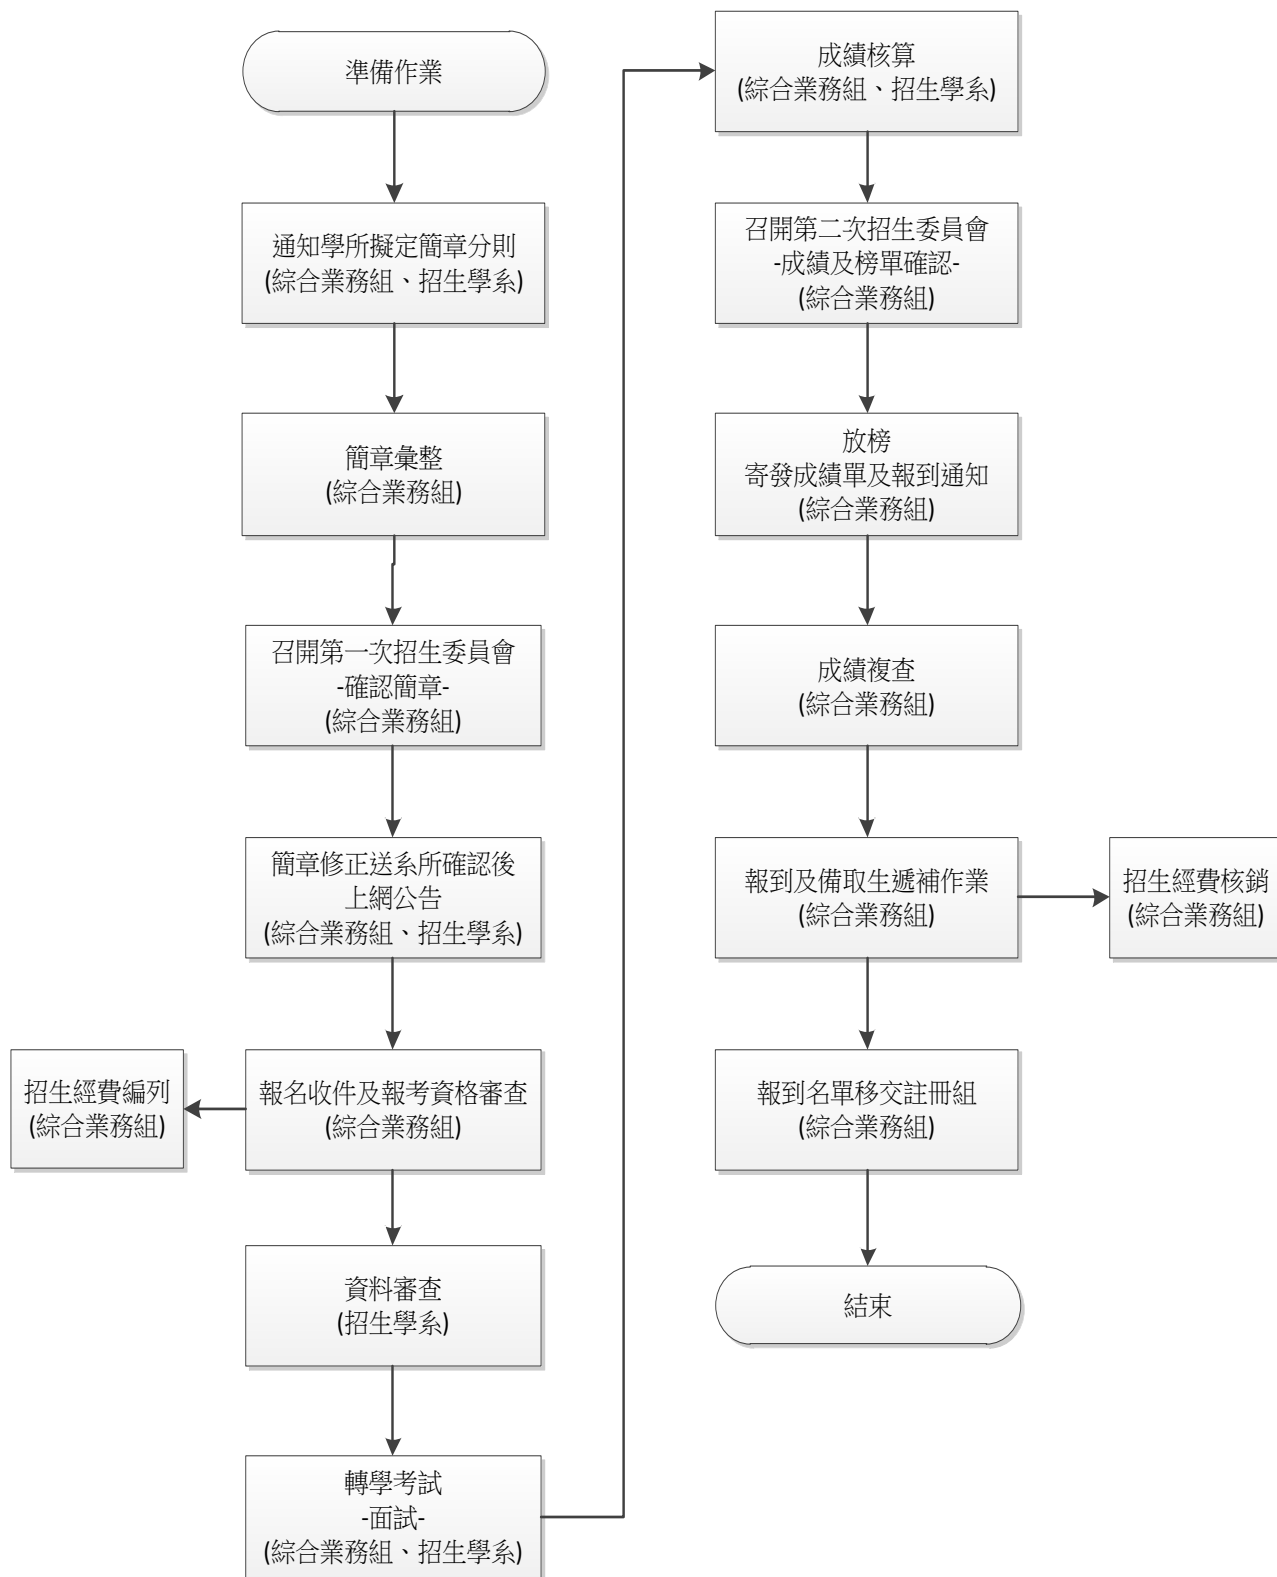 準備作業
通知學所擬定簡章分則
(綜合業務組、招生學系)
簡章彙整
(綜合業務組)
召開第一次招生委員會
-確認簡章-
(綜合業務組)
簡章修正送系所確認後
上網公告
(綜合業務組、招生學系)
報名收件及報考資格審查
(綜合業務組)
招生經費編列
(綜合業務組)
資料審查
(招生學系)
轉學考試
-面試-
(綜合業務組、招生學系)
成績核算
(綜合業務組、招生學系)
召開第二次招生委員會
-成績及榜單確認-
(綜合業務組)
放榜
寄發成績單及報到通知
(綜合業務組)
成績複查
(綜合業務組)
報到及備取生遞補作業
(綜合業務組)
招生經費核銷
(綜合業務組)
報到名單移交註冊組
(綜合業務組)
結束